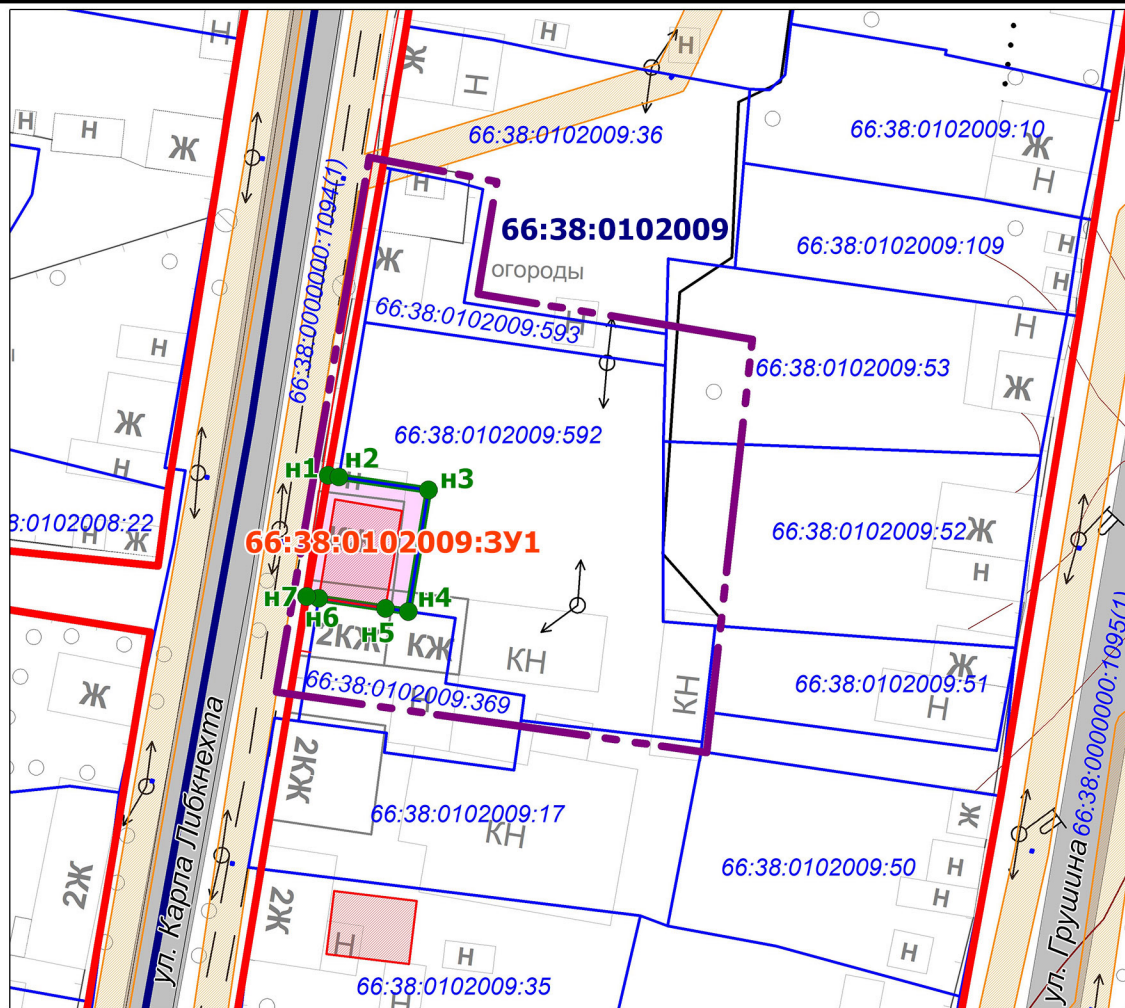 Н
Н
Ж
Н
Н
66:38:0102009:36
66:38:0102009:10
Н
Н
Ж
Ж
Н
66:38:0000000:1094(1)
Н
66:38:0102009
66:38:0102009:109
Н
Ж
огороды
Н
66:38:0102009:593
Н
Н
Н
66:38:0102009:53
Ж
Ж
66:38:0102009:592
н1
н2
Н
н3
Н
8:0102008:22
Н
Ж
66:38:0102009:ЗУ1
66:38:0102009:52
Ж
Н
н7
н6
н5
н4
2КЖ
КЖ
КН
Ж
66:38:0102009:369
Н
КН
Ж
66:38:0102009:51
Н
66:38:0000000:1095(1)
ул. Карла Либкнехта
2КЖ
66:38:0102009:17
КН
Ж
2Ж
66:38:0102009:50
Н
Н
2Ж
Н
Н
Н
66:38:0102009:35
Н
ул. Грушина